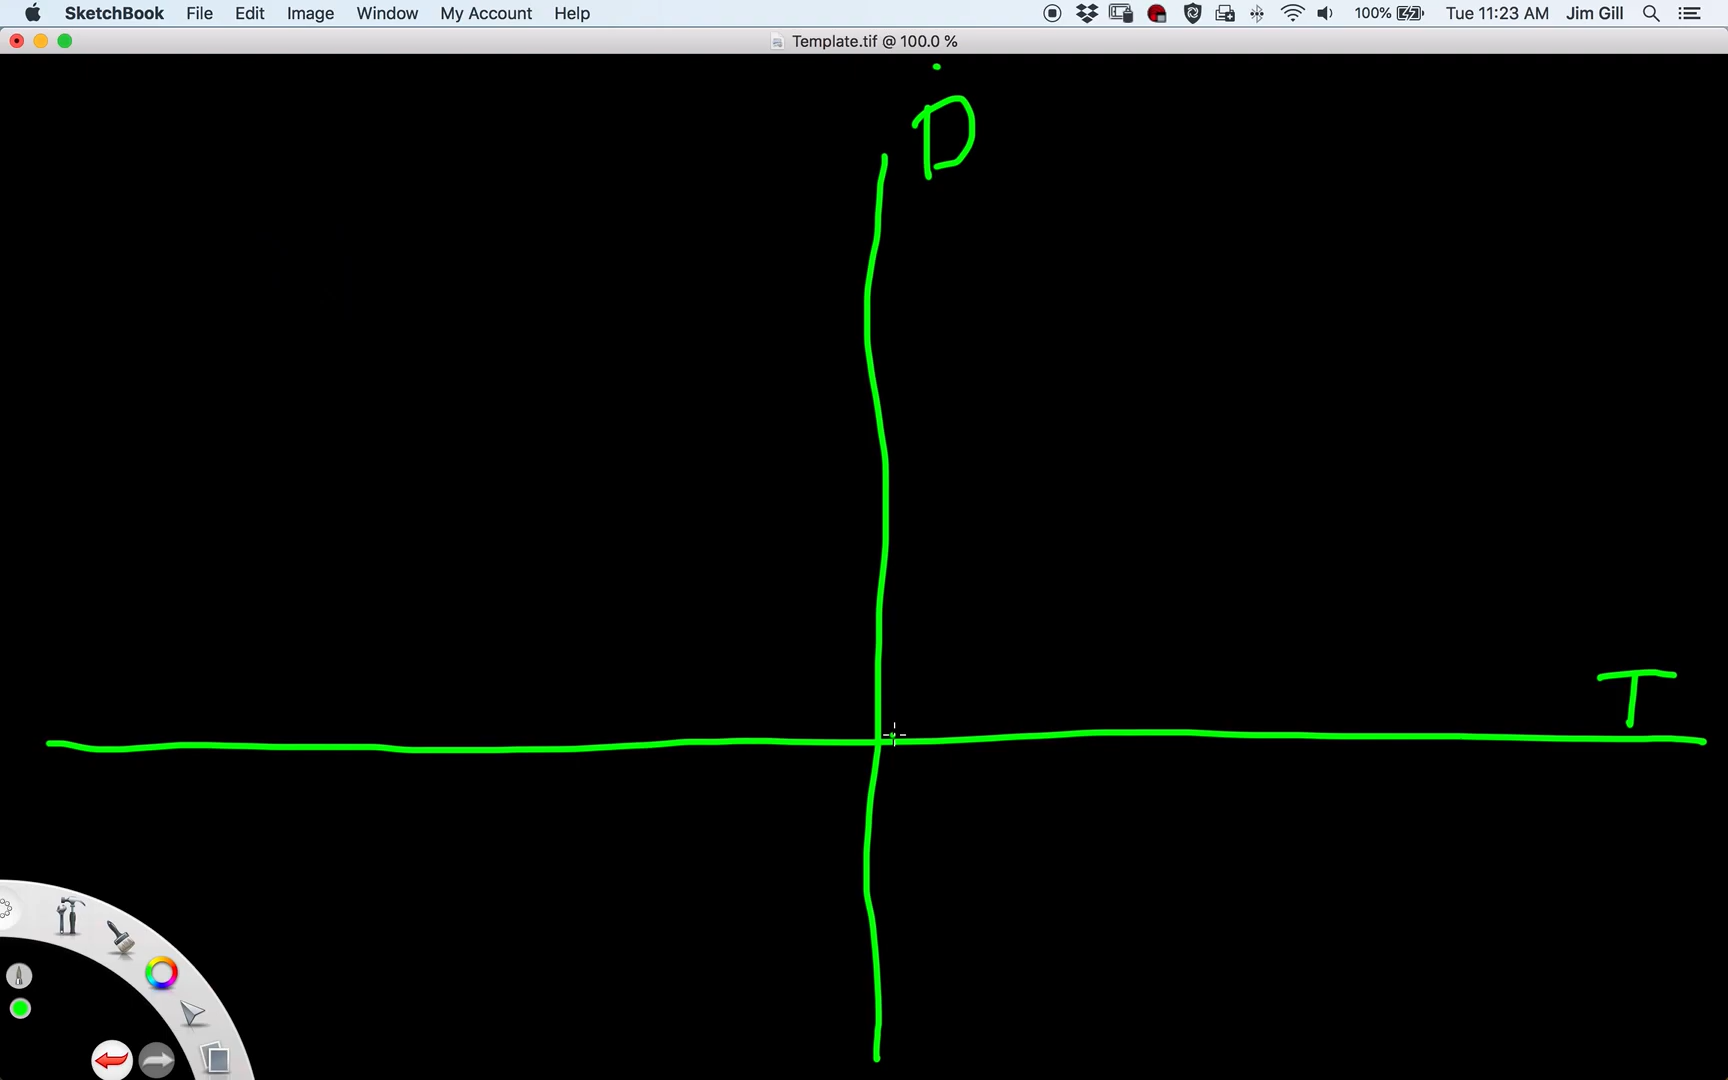 SketchBook File Edit Image Window My Account Help 100% Tue 11:23 AM Jim Gill
Template.tif @ 100.0 %
D
T